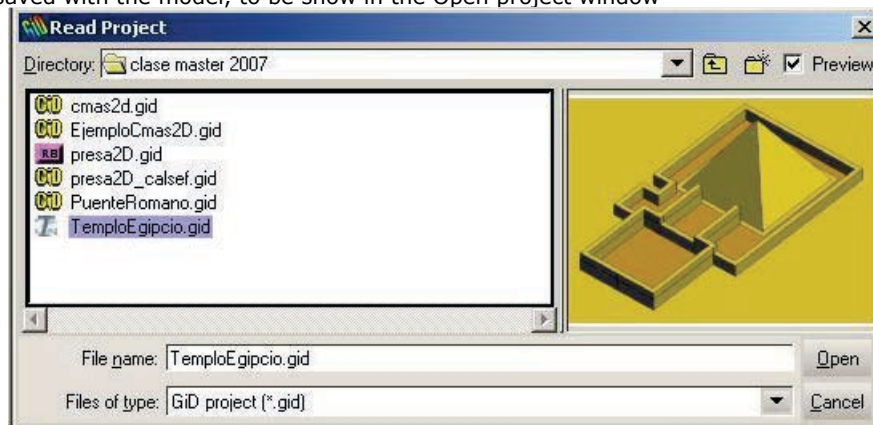 saved with the model, to be show in the Open project window
Read Project
Directory: clase master 2007
Preview
cmas2d.gid
EjemploCmas2D.gid
presa2D.gid
presa2D_calsef.gid
PuenteRomano.gid
TemploEgipcio.gid
File name: TemploEgipcio.gid
Open
Files of type: GiD project (*.gid)
Cancel